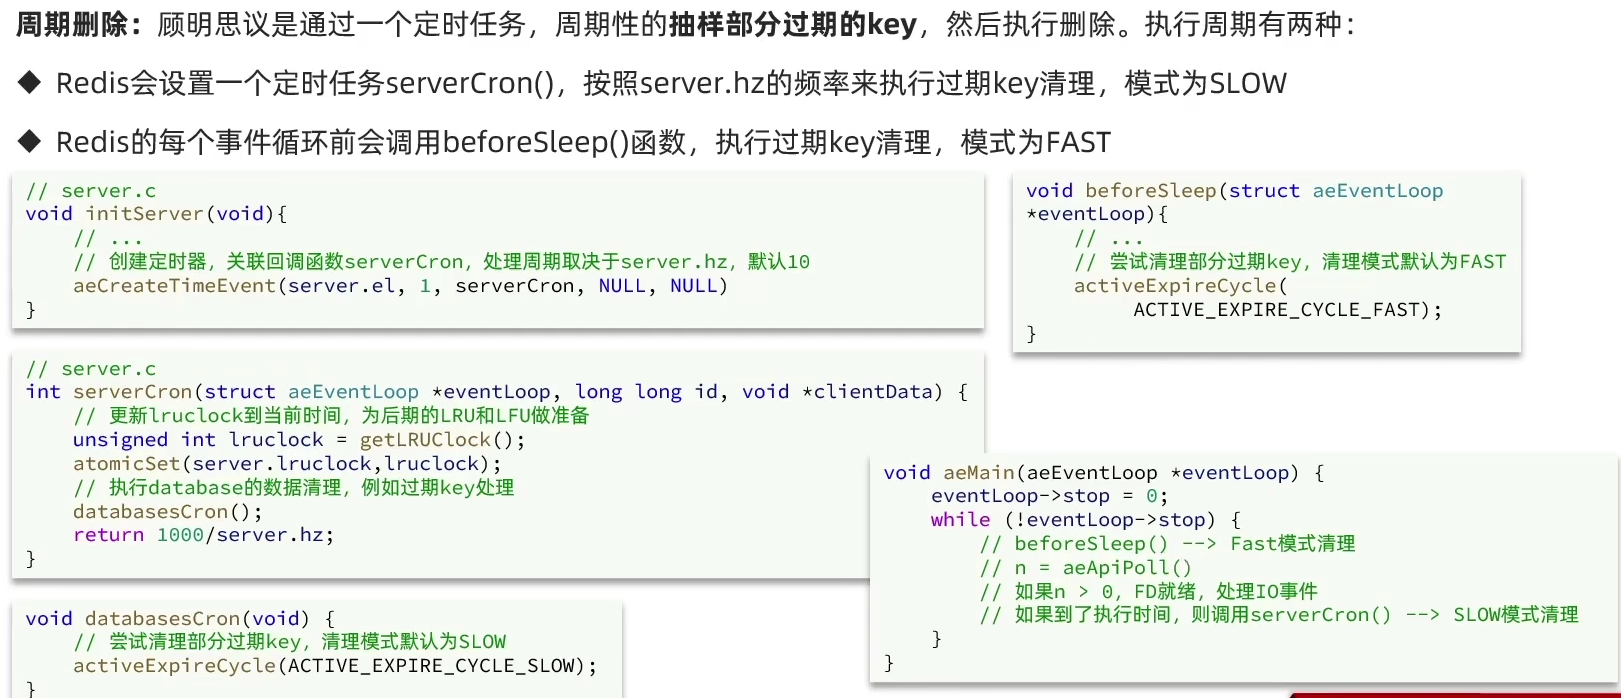 周期删除：顾明思议是通过一个定时任务，周期性的抽样部分过期的key，然后执行删除。执行周期有两种：
◆ Redis会设置一个定时任务serverCron()，按照server.hz的频率来执行过期key清理，模式为SLOW
◆ Redis的每个事件循环前会调用beforeSleep()函数，执行过期key清理，模式为FAST
// server.c
void initServer(void){
    // ...
    // 创建定时器，关联回调函数serverCron，处理周期取决于server.hz，默认10
    aeCreateTimeEvent(server.el, 1, serverCron, NULL, NULL)
}
void beforeSleep(struct aeEventLoop
*eventLoop){
    // ...
    // 尝试清理部分过期key，清理模式默认为FAST
    activeExpireCycle(
         ACTIVE_EXPIRE_CYCLE_FAST);
}
// server.c
int serverCron(struct aeEventLoop *eventLoop, long long id, void *clientData) {
    // 更新lruclock到当前时间，为后期的LRU和LFU做准备
    unsigned int lruclock = getLRUClock();
    atomicSet(server.lruclock,lruclock);
    // 执行database的数据清理，例如过期key处理
    databasesCron();
    return 1000/server.hz;
}
void aeMain(aeEventLoop *eventLoop) {
    eventLoop->stop = 0;
    while (!eventLoop->stop) {
        // beforeSleep() --> Fast模式清理
        // n = aeApiPoll()
        // 如果n > 0，FD就绪，处理IO事件
        // 如果到了执行时间，则调用serverCron() --> SLOW模式清理
    }
}
void databasesCron(void) {
    // 尝试清理部分过期key，清理模式默认为SLOW
    activeExpireCycle(ACTIVE_EXPIRE_CYCLE_SLOW);
}